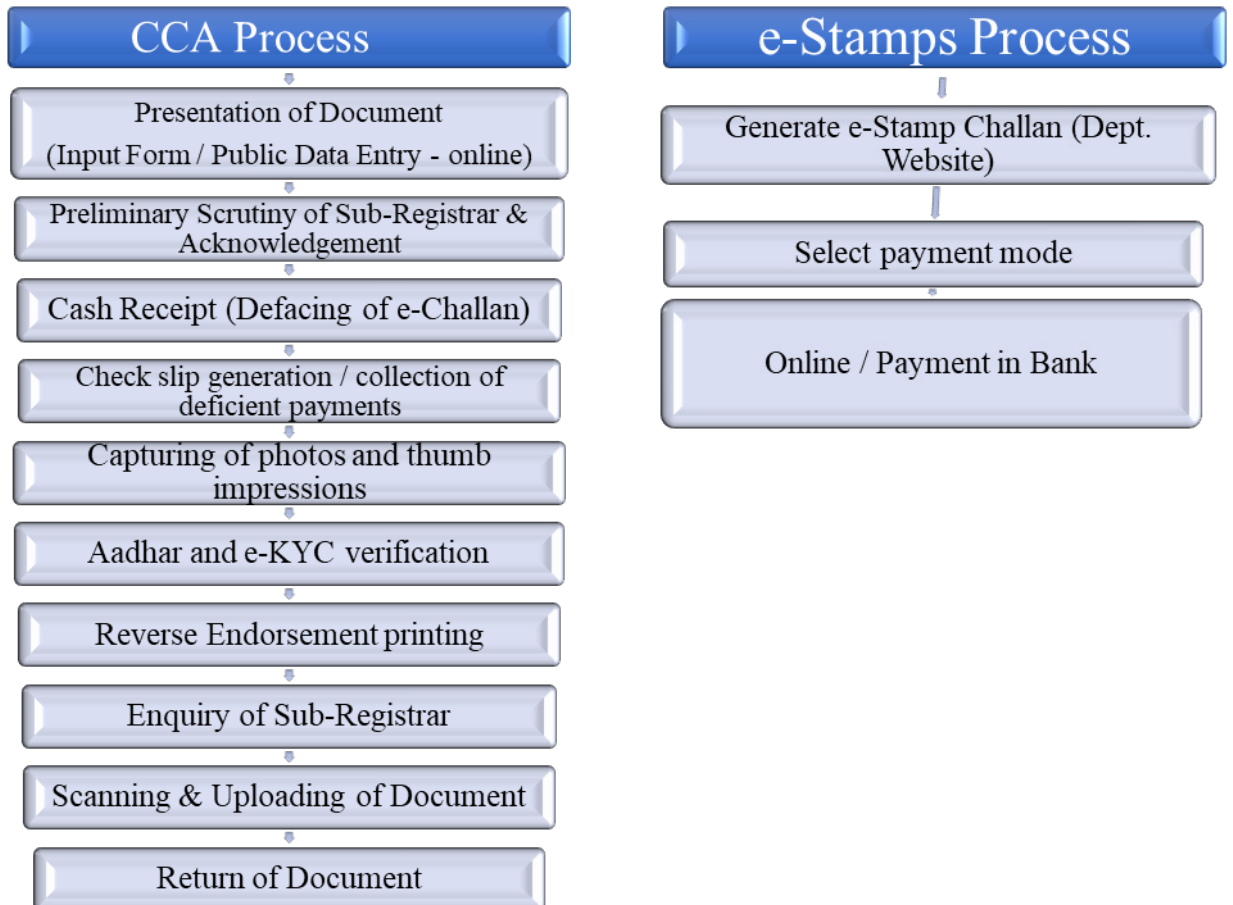 CCA Process
Presentation of Document
(Input Form / Public Data Entry - online)
Preliminary Scrutiny of Sub-Registrar &
Acknowledgement
Cash Receipt (Defacing of e-Challan)
Check slip generation / collection of
deficient payments
Capturing of photos and thumb
impressions
Aadhar and e-KYC verification
Reverse Endorsement printing
Enquiry of Sub-Registrar
Scanning & Uploading of Document
Return of Document
e-Stamps Process
Generate e-Stamp Challan (Dept.
Website)
Select payment mode
Online / Payment in Bank